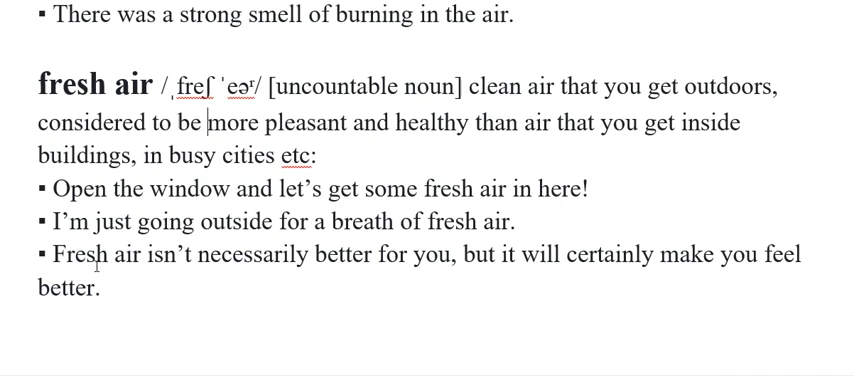 ▪ There was a strong smell of burning in the air.
fresh air /ˌfreʃ ˈeəʳ/ [uncountable noun] clean air that you get outdoors,
considered to be more pleasant and healthy than air that you get inside
buildings, in busy cities etc:
▪ Open the window and let’s get some fresh air in here!
▪ I’m just going outside for a breath of fresh air.
▪ Fresh air isn’t necessarily better for you, but it will certainly make you feel
better.